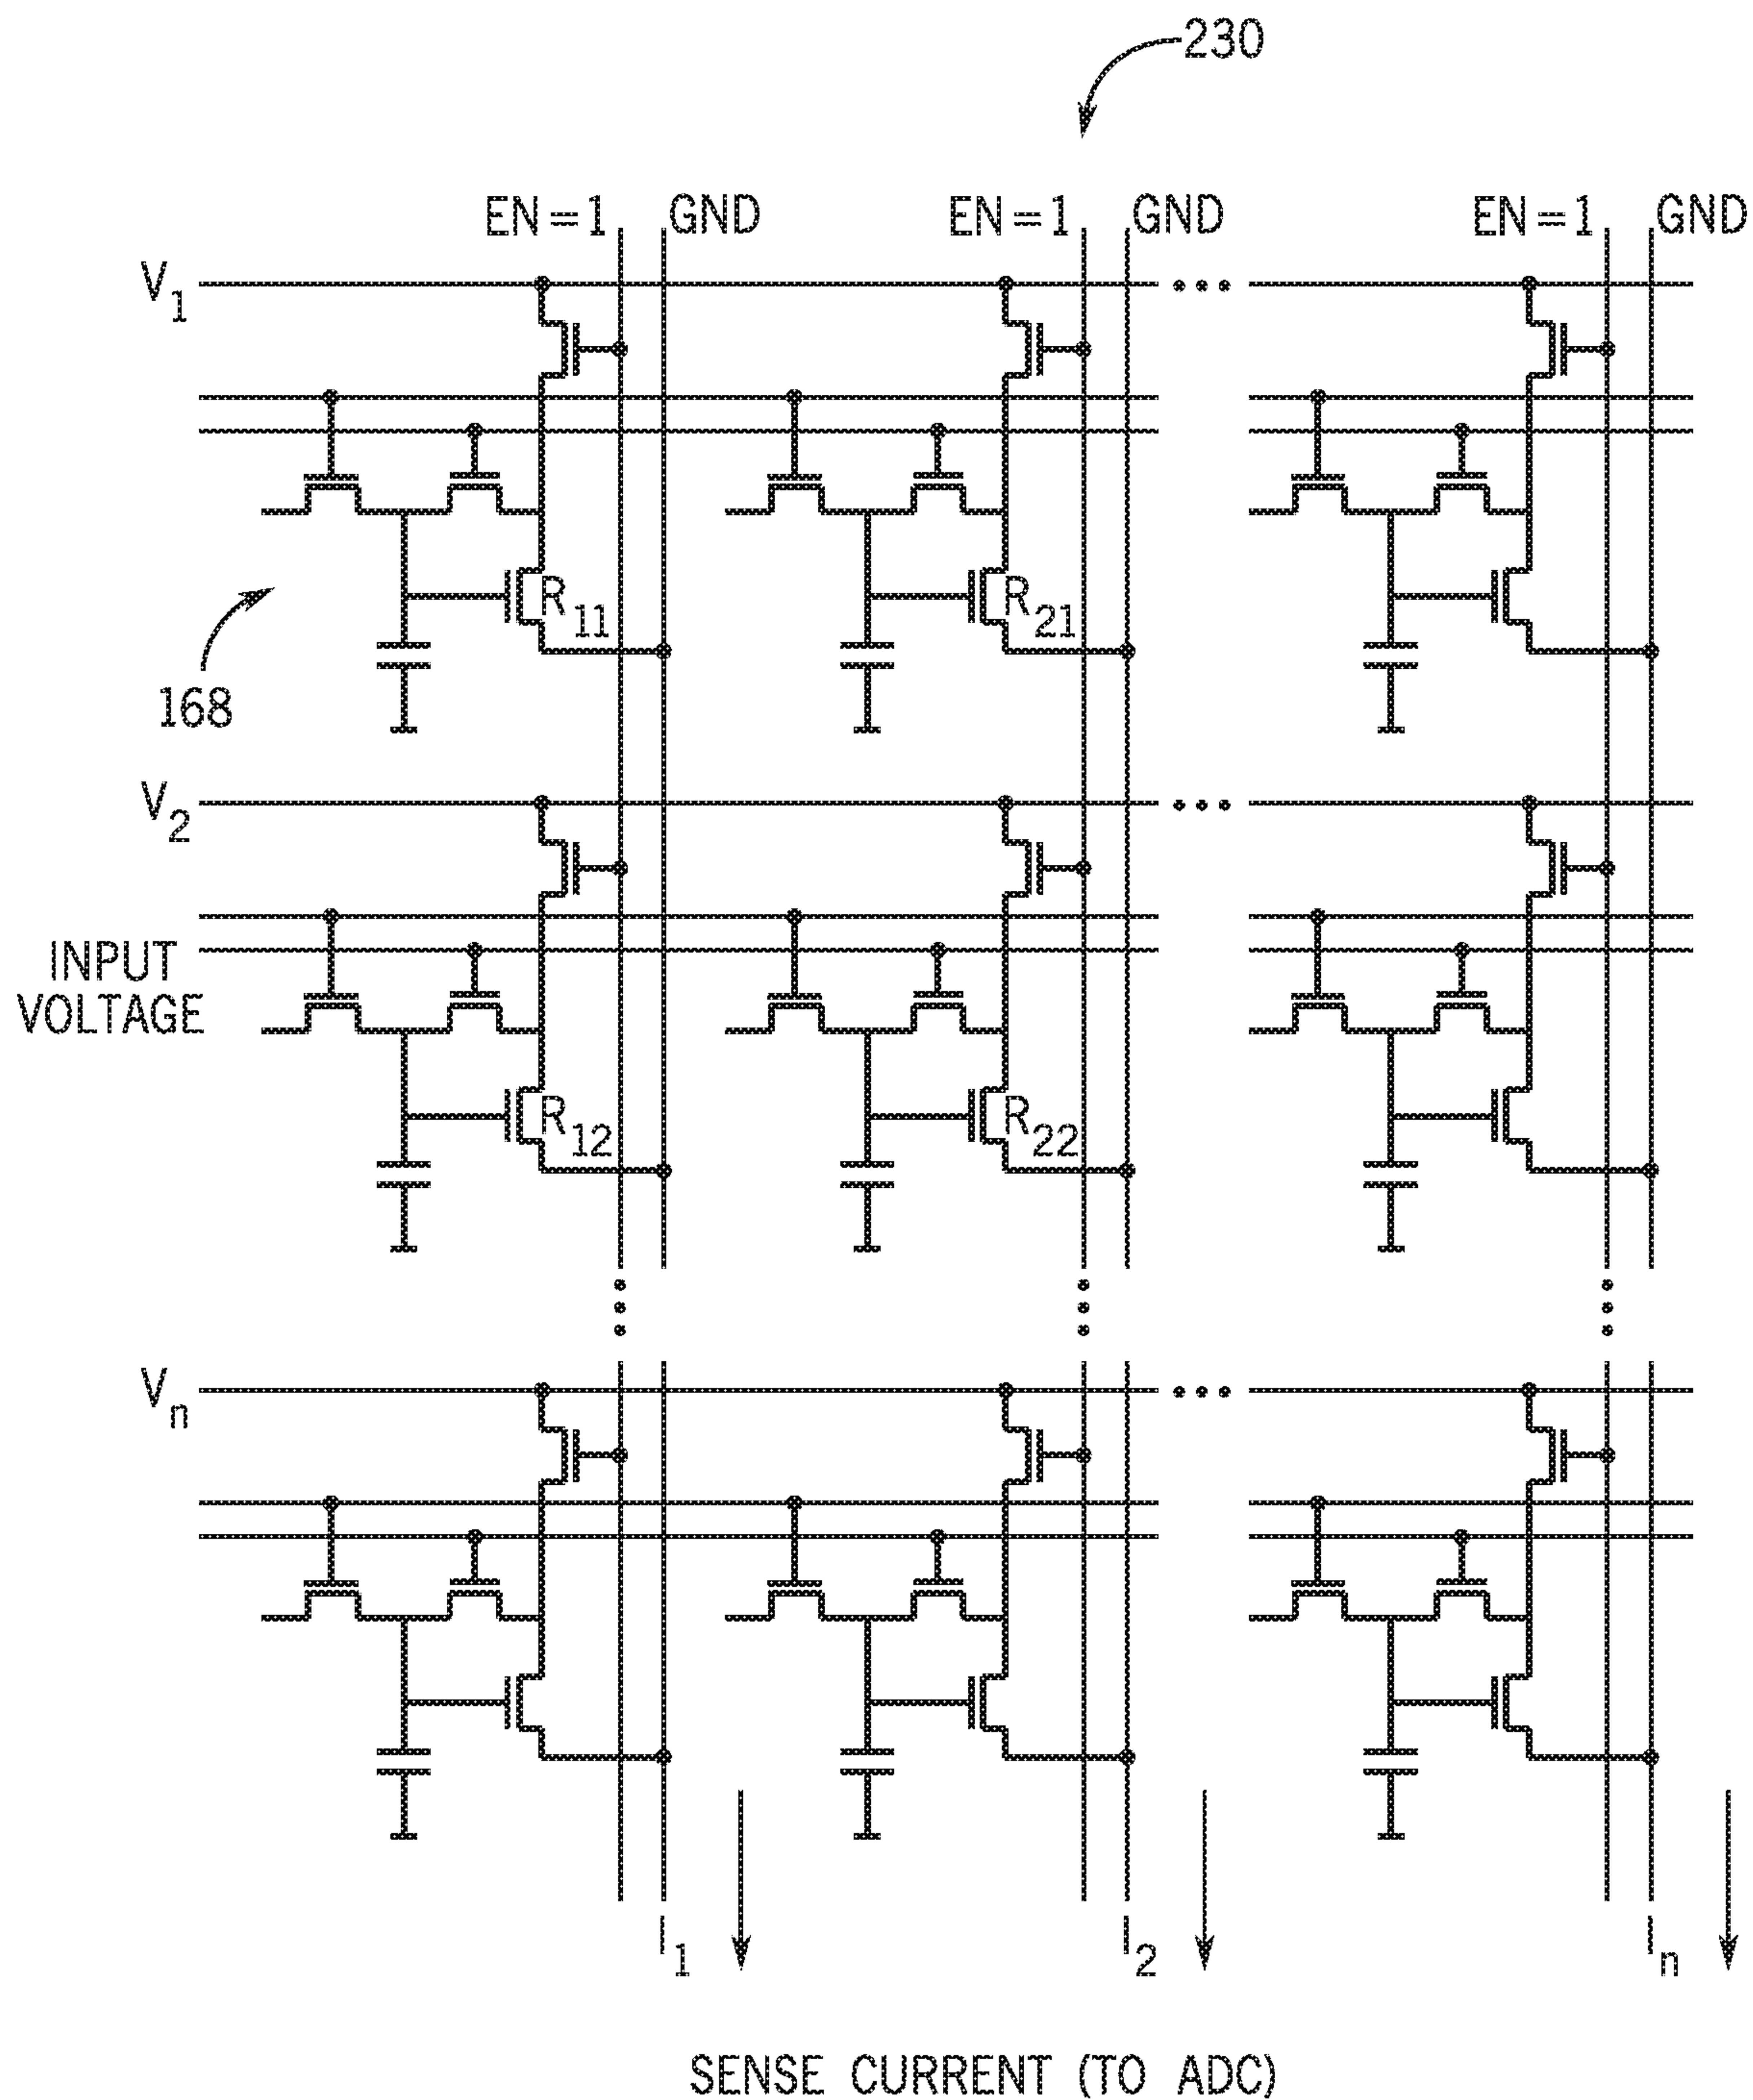 230
EN=1 GND EN=1 GND EN=1 GND
V1
R11 R21
168
V2
INPUT
VOLTAGE
R12 R22
Vn
I1 I2 In
SENSE CURRENT (TO ADC)